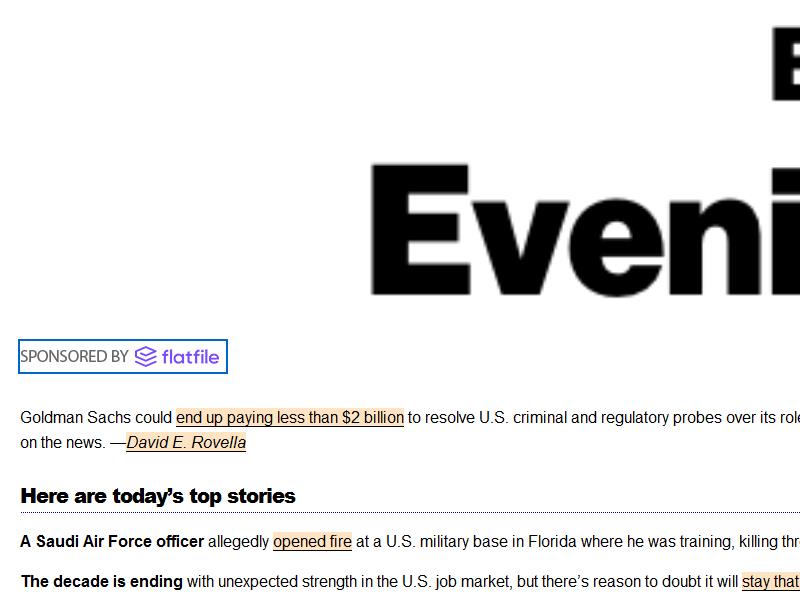 Eveni
SPONSORED BY flatfile
Goldman Sachs could end up paying less than $2 billion to resolve U.S. criminal and regulatory probes over its role
on the news. —David E. Rovella
Here are today’s top stories
A Saudi Air Force officer allegedly opened fire at a U.S. military base in Florida where he was training, killing thr
The decade is ending with unexpected strength in the U.S. job market, but there’s reason to doubt it will stay that